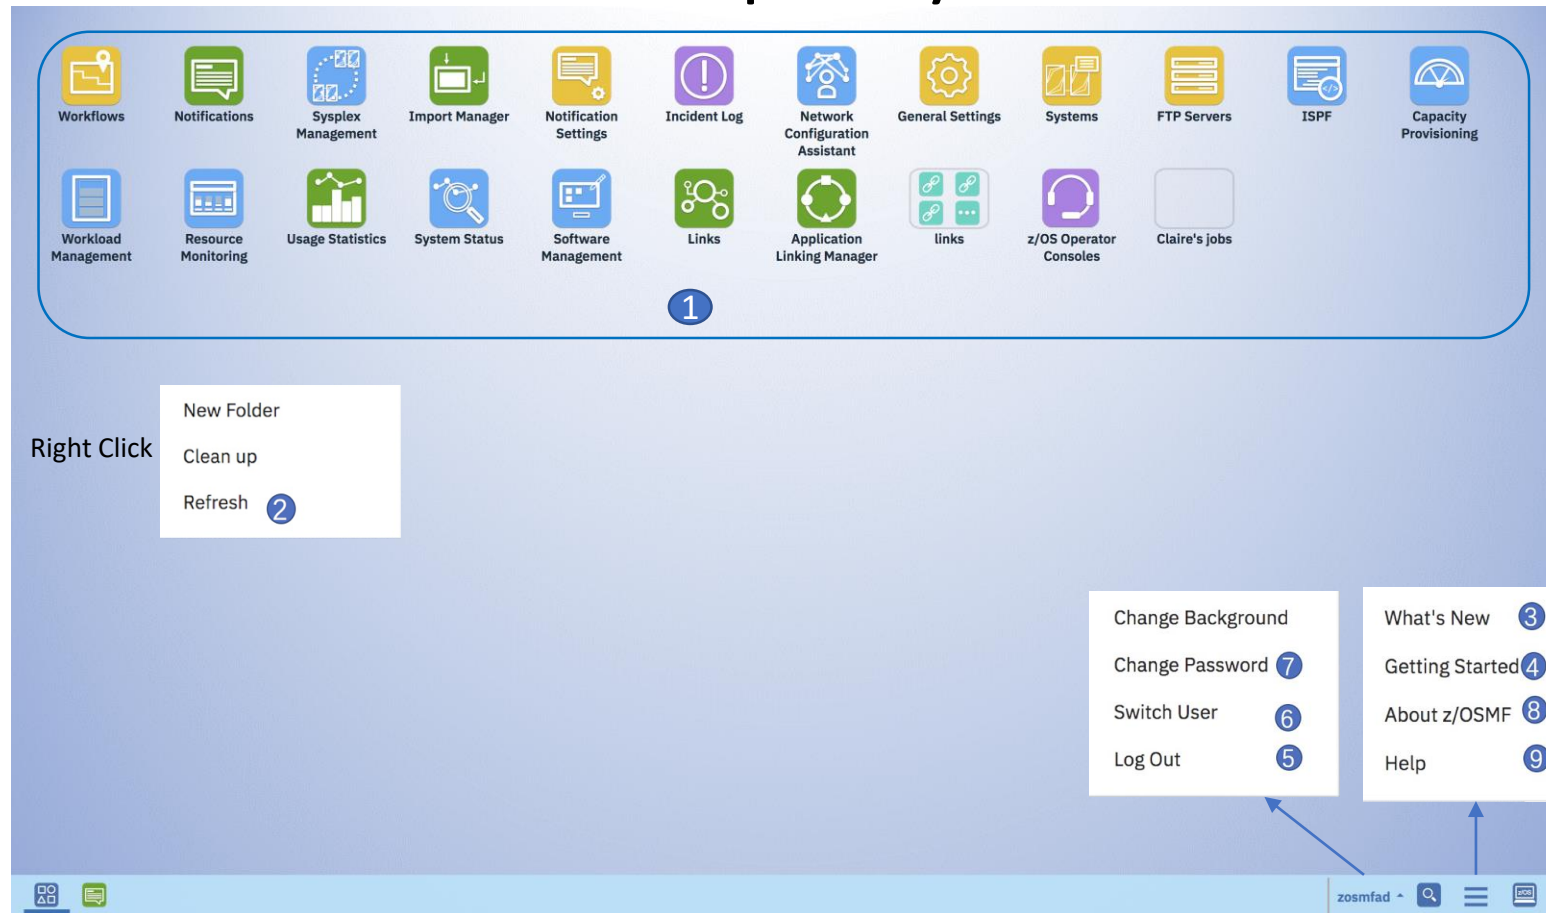 Workflows
Notifications
Sysplex
Management
Import Manager
Notification
Settings
Incident Log
Network
Configuration
Assistant
General Settings
Systems
FTP Servers
ISPF
Capacity
Provisioning
Workload
Management
Resource
Monitoring
Usage Statistics
System Status
Software
Management
Links
Application
Linking Manager
links
z/OS Operator
Consoles
Claire's jobs
1
Right Click
New Folder
Clean up
Refresh 2
Change Background
Change Password 7
Switch User 6
Log Out 5
What's New 3
Getting Started 4
About z/OSMF 8
Help 9
zosmfad
z/OS